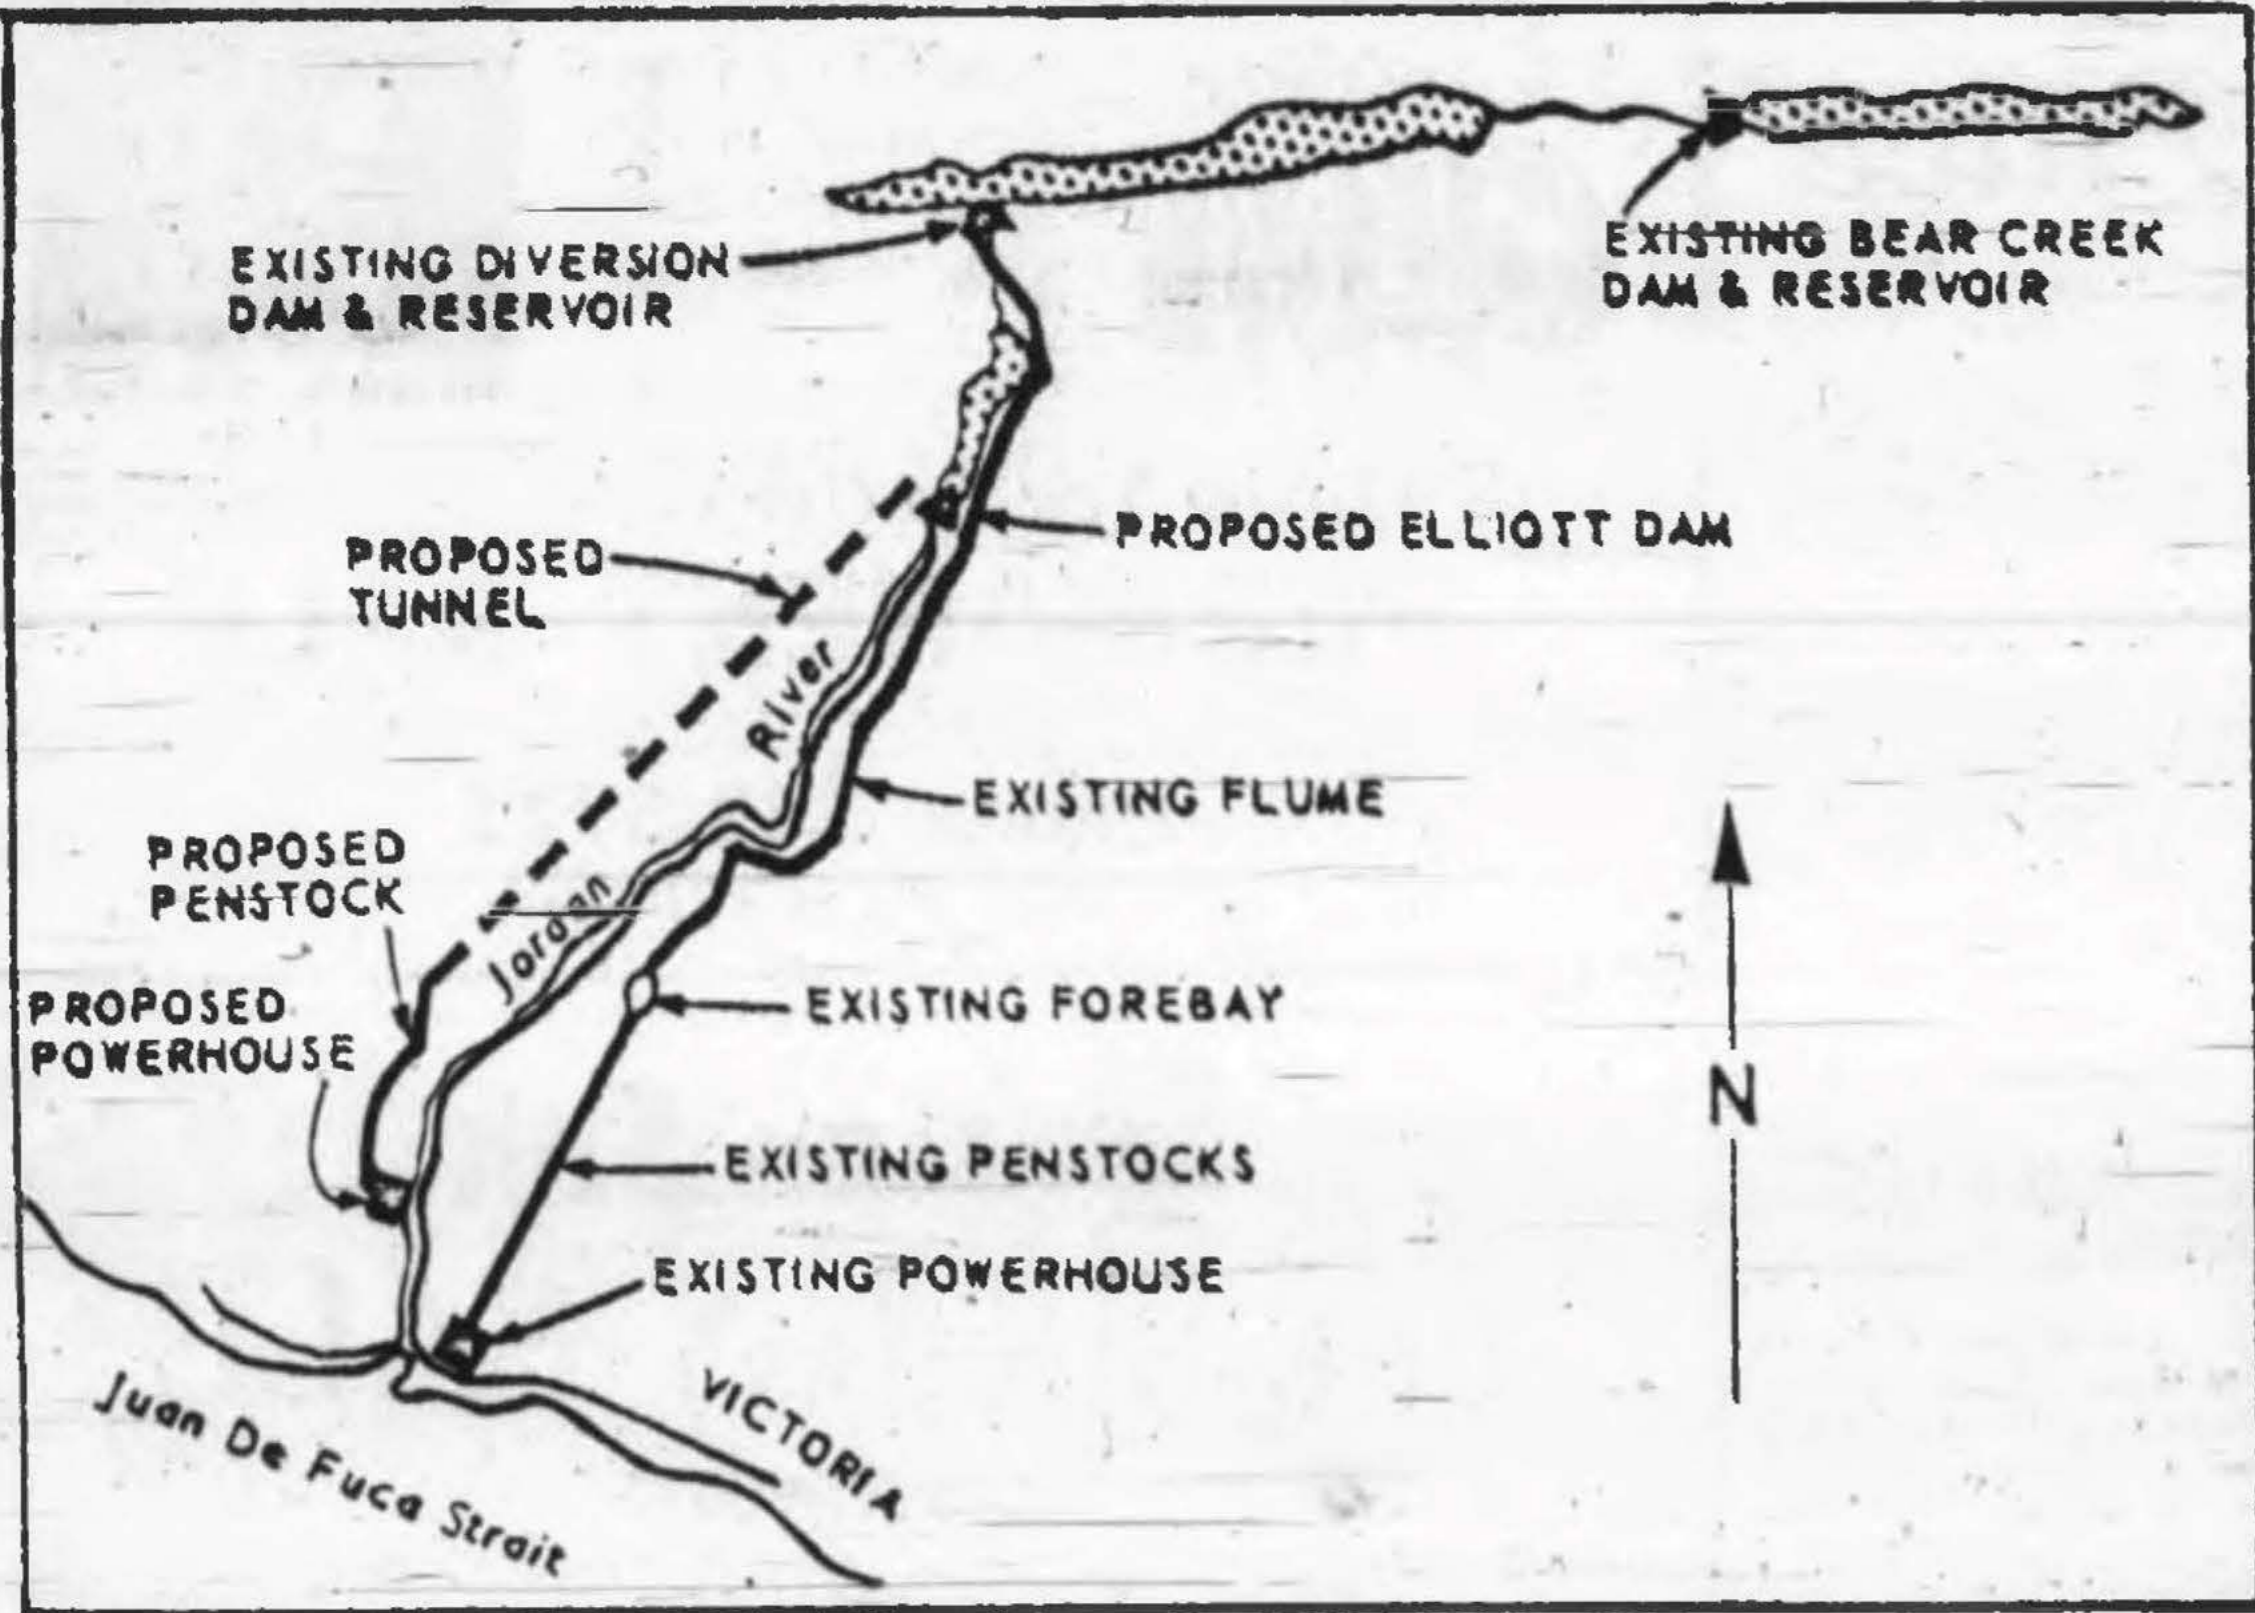 EXISTING DIVERSION
DAM & RESERVOIR
EXISTING BEAR CREEK
DAM & RESERVOIR
PROPOSED ELLIOTT DAM
PROPOSED
TUNNEL
River
EXISTING FLUME
PROPOSED
PENSTOCK
Jordan
PROPOSED
POWERHOUSE
EXISTING FOREBAY
N
EXISTING PENSTOCKS
EXISTING POWERHOUSE
VICTORIA
Juan De Fuca Strait